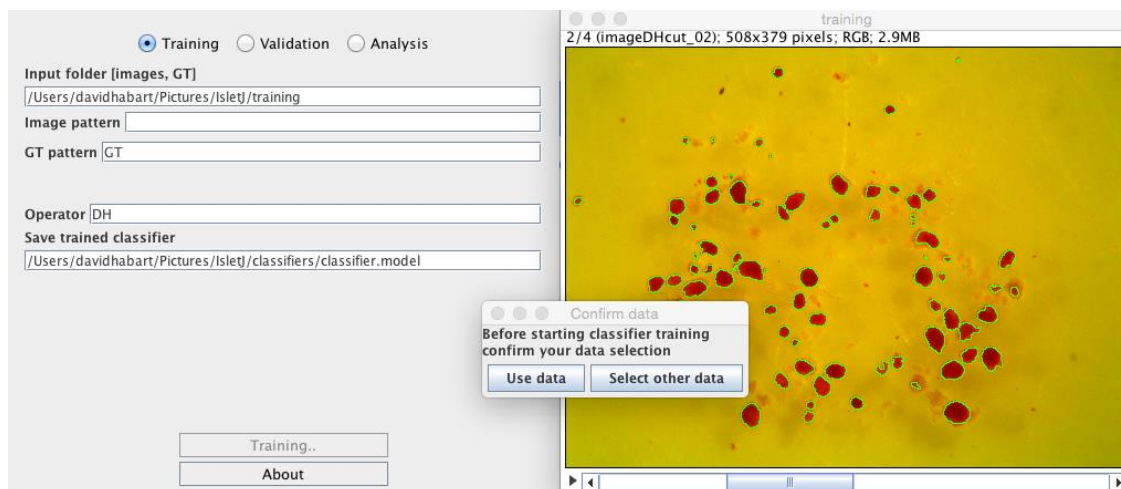 Training Validation Analysis
Input folder [images, GT]
/Users/davidhabart/Pictures/IsletJ/training
Image pattern
GT pattern GT
Operator DH
Save trained classifier
/Users/davidhabart/Pictures/IsletJ/classifiers/classifier.model
Training..
About
training
2/4 (imageDHcut_02); 508x379 pixels; RGB; 2.9MB
Confirm data
Before starting classifier training
confirm your data selection
Use data Select other data